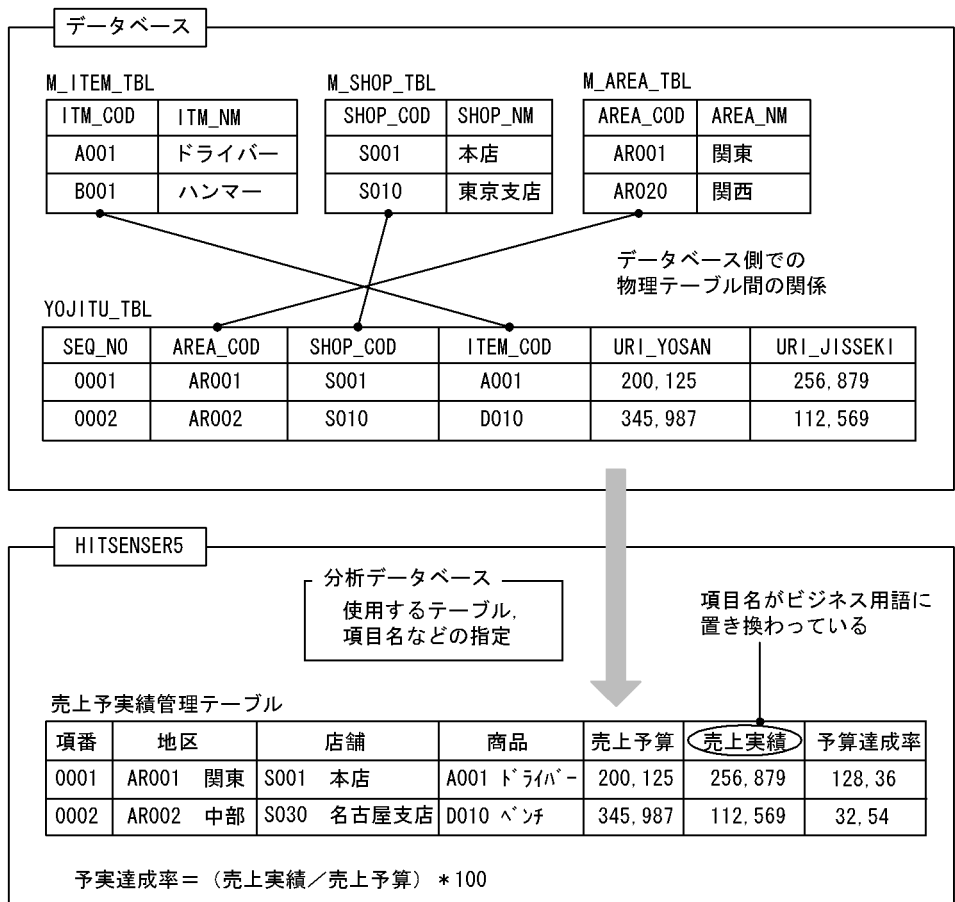 データベース
M_ITEM_TBL M_SHOP_TBL M_AREA_TBL
ITM_COD ITM_NM SHOP_COD SHOP_NM AREA_COD AREA_NM
A001 ドライバー S001 本店 AR001 関東
B001 ハンマー S010 東京支店 AR020 関西
データベース側での
物理テーブル間の関係
YOJITU_TBL
SEQ_NO AREA_COD SHOP_COD ITEM_COD URI_YOSAN URI_JISSEKI
0001 AR001 S001 A001 200,125 256,879
0002 AR002 S010 D010 345,987 112,569
HITSENSER5
分析データベース
使用するテーブル,
項目名などの指定
項目名がビジネス用語に
置き換わっている
売上予実績管理テーブル
項番 地区 店舗 商品 売上予算 売上実績 予算達成率
0001 AR001 関東 S001 本店 A001 ﾄﾞﾗｲﾊﾞｰ 200,125 256,879 128,36
0002 AR002 中部 S030 名古屋支店 D010 ﾍﾞﾝﾁ 345,987 112,569 32,54
予実達成率＝（売上実績／売上予算）＊100